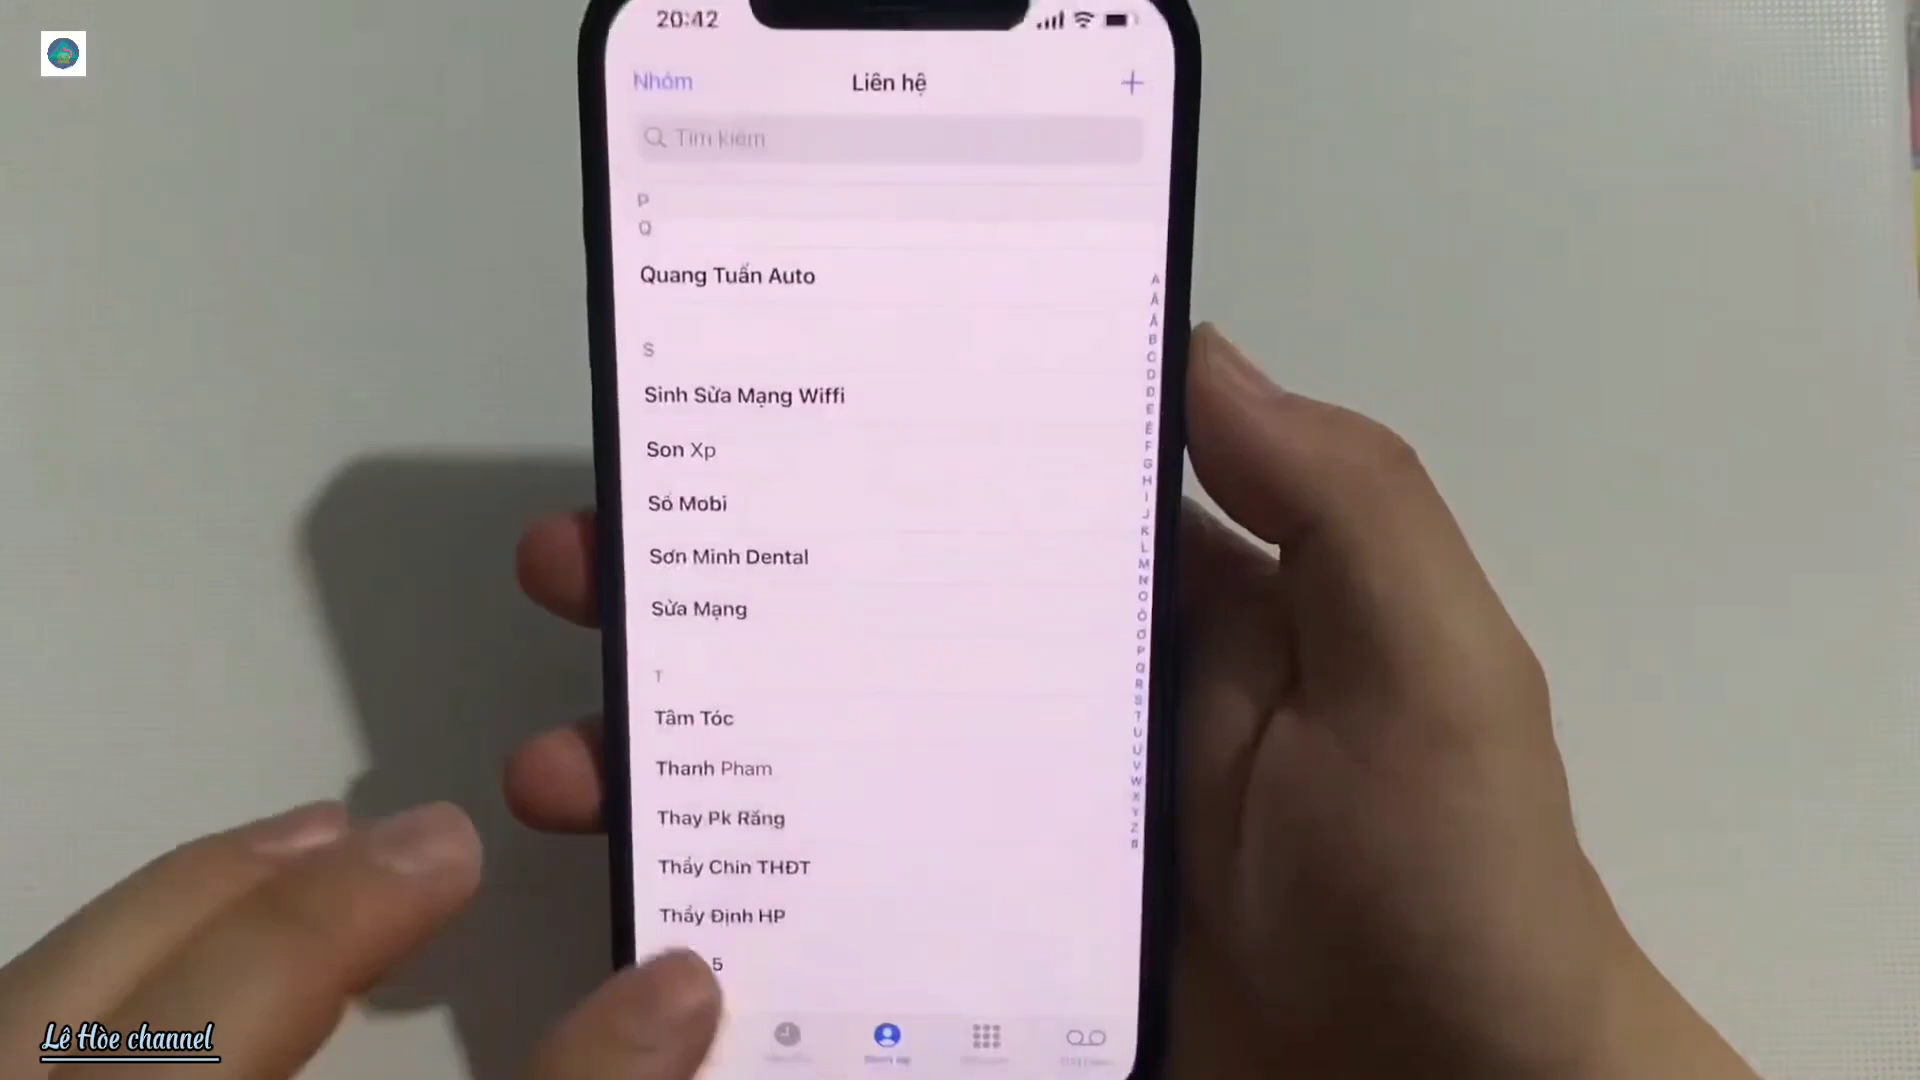 20:42
Nhóm
Liên hệ
Tìm kiếm
P
Q
Quang Tuấn Auto
S
Sinh Sửa Mạng Wiffi
Son Xp
Số Mobi
Sơn Minh Dental
Sửa Mạng
T
Tâm Tóc
Thanh Pham
Thay Pk Răng
Thầy Chin THĐT
Thầy Định HP
5
A
Ă
Â
B
C
D
Đ
E
Ê
F
G
H
I
J
K
L
M
N
O
Ô
Ơ
P
Q
R
S
T
U
Ư
V
W
X
Y
Z
#
Lê Hòe channel